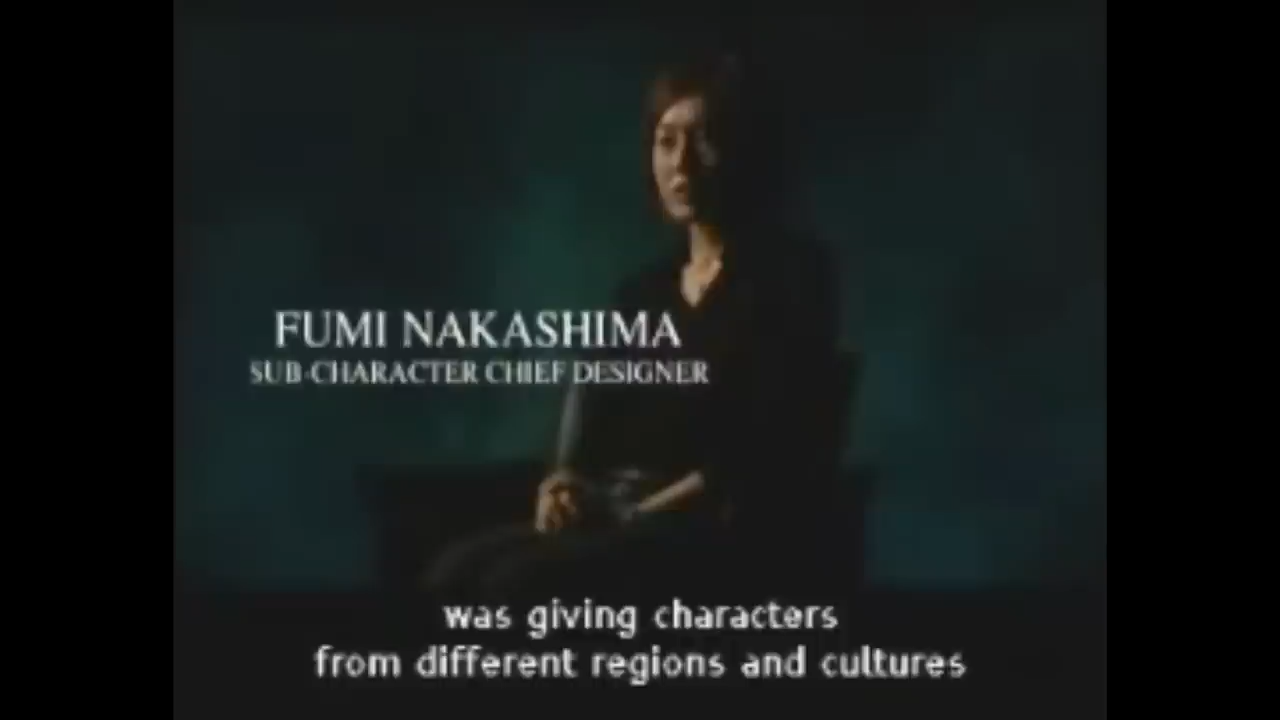 FUMI NAKASHIMA
SUB-CHARACTER CHIEF DESIGNER
was giving characters
from different regions and cultures